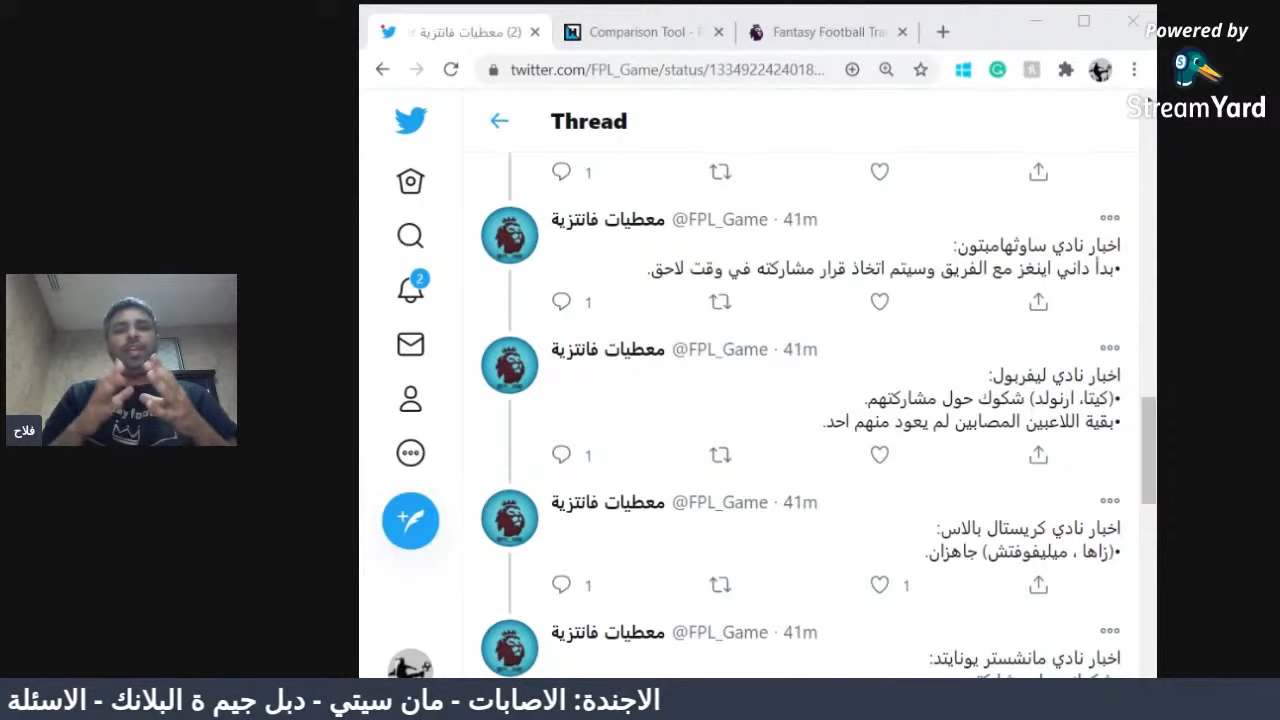 (2) معطيات فانتزية
Comparison Tool -
Fantasy Football Tra
Powered by
StreamYard
twitter.com/FPL_Game/status/1334922424018...
Thread
1
معطيات فانتزية @FPL_Game · 41m
اخبار نادي ساوثهامبتون:
•بدأ داني اينغز مع الفريق وسيتم اتخاذ قرار مشاركته في وقت لاحق.
2
1
معطيات فانتزية @FPL_Game · 41m
اخبار نادي ليفربول:
•(كيتا، ارنولد) شكوك حول مشاركتهم.
•بقية اللاعبين المصابين لم يعود منهم احد.
فلاح
1
معطيات فانتزية @FPL_Game · 41m
اخبار نادي كريستال بالاس:
•(زاها ، ميليفوفتش) جاهزان.
1
1
معطيات فانتزية @FPL_Game · 41m
اخبار نادي مانشستر يونايتد:
الاجندة: الاصابات - مان سيتي - دبل جيم ة البلانك - الاسئلة